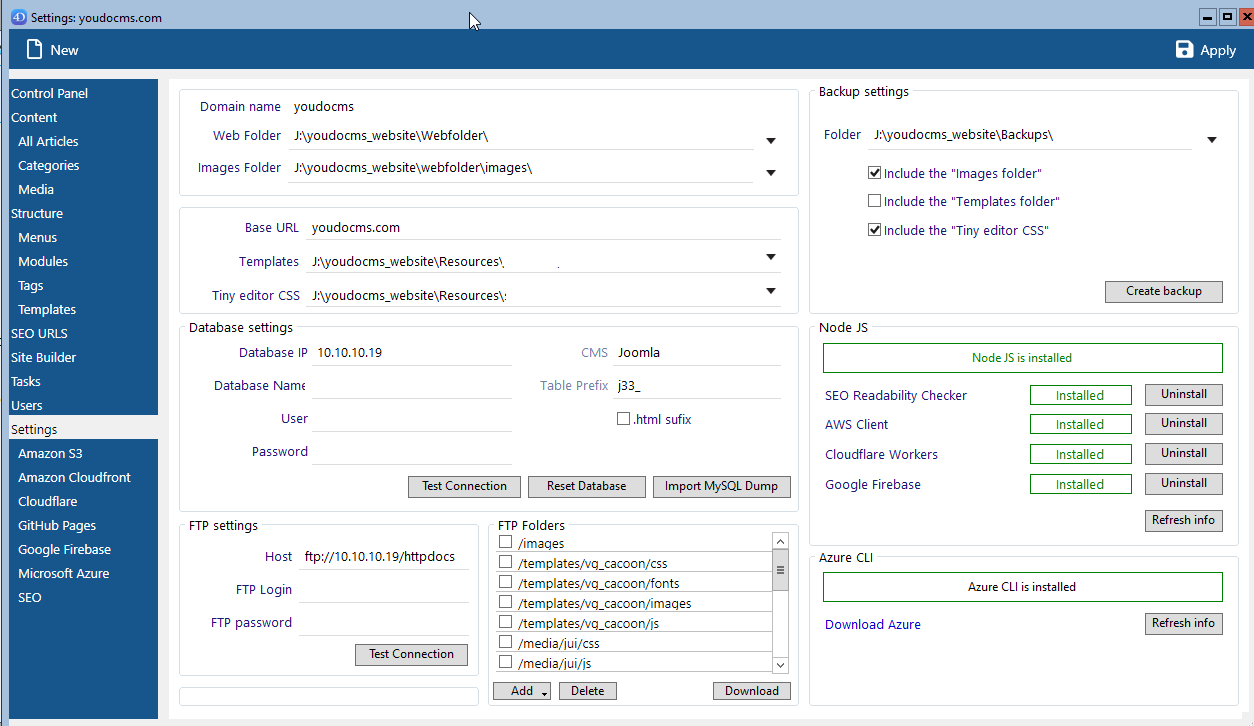 Settings: youdocms.com
New
Apply
Control Panel
Content
All Articles
Categories
Media
Structure
Menus
Modules
Tags
Templates
SEO URLS
Site Builder
Tasks
Users
Settings
Amazon S3
Amazon Cloudfront
Cloudflare
GitHub Pages
Google Firebase
Microsoft Azure
SEO
Domain name youdocms
Web Folder J:\youdocms_website\Webfolder\
Images Folder J:\youdocms_website\webfolder\images\
Base URL youdocms.com
Templates J:\youdocms_website\Resources\
Tiny editor CSS J:\youdocms_website\Resources\
Database settings
Database IP 10.10.10.19
CMS Joomla
Database Name
Table Prefix j33_
User
.html sufix
Password
Test Connection
Reset Database
Import MySQL Dump
FTP settings
Host ftp://10.10.10.19/httpdocs
FTP Login
FTP password
Test Connection
FTP Folders
/images
/templates/vg_cacoon/css
/templates/vg_cacoon/fonts
/templates/vg_cacoon/images
/templates/vg_cacoon/js
/media/jui/css
/media/jui/js
Add
Delete
Download
Backup settings
Folder J:\youdocms_website\Backups\
Include the "Images folder"
Include the "Templates folder"
Include the "Tiny editor CSS"
Create backup
Node JS
Node JS is installed
SEO Readability Checker Installed Uninstall
AWS Client Installed Uninstall
Cloudflare Workers Installed Uninstall
Google Firebase Installed Uninstall
Refresh info
Azure CLI
Azure CLI is installed
Download Azure
Refresh info